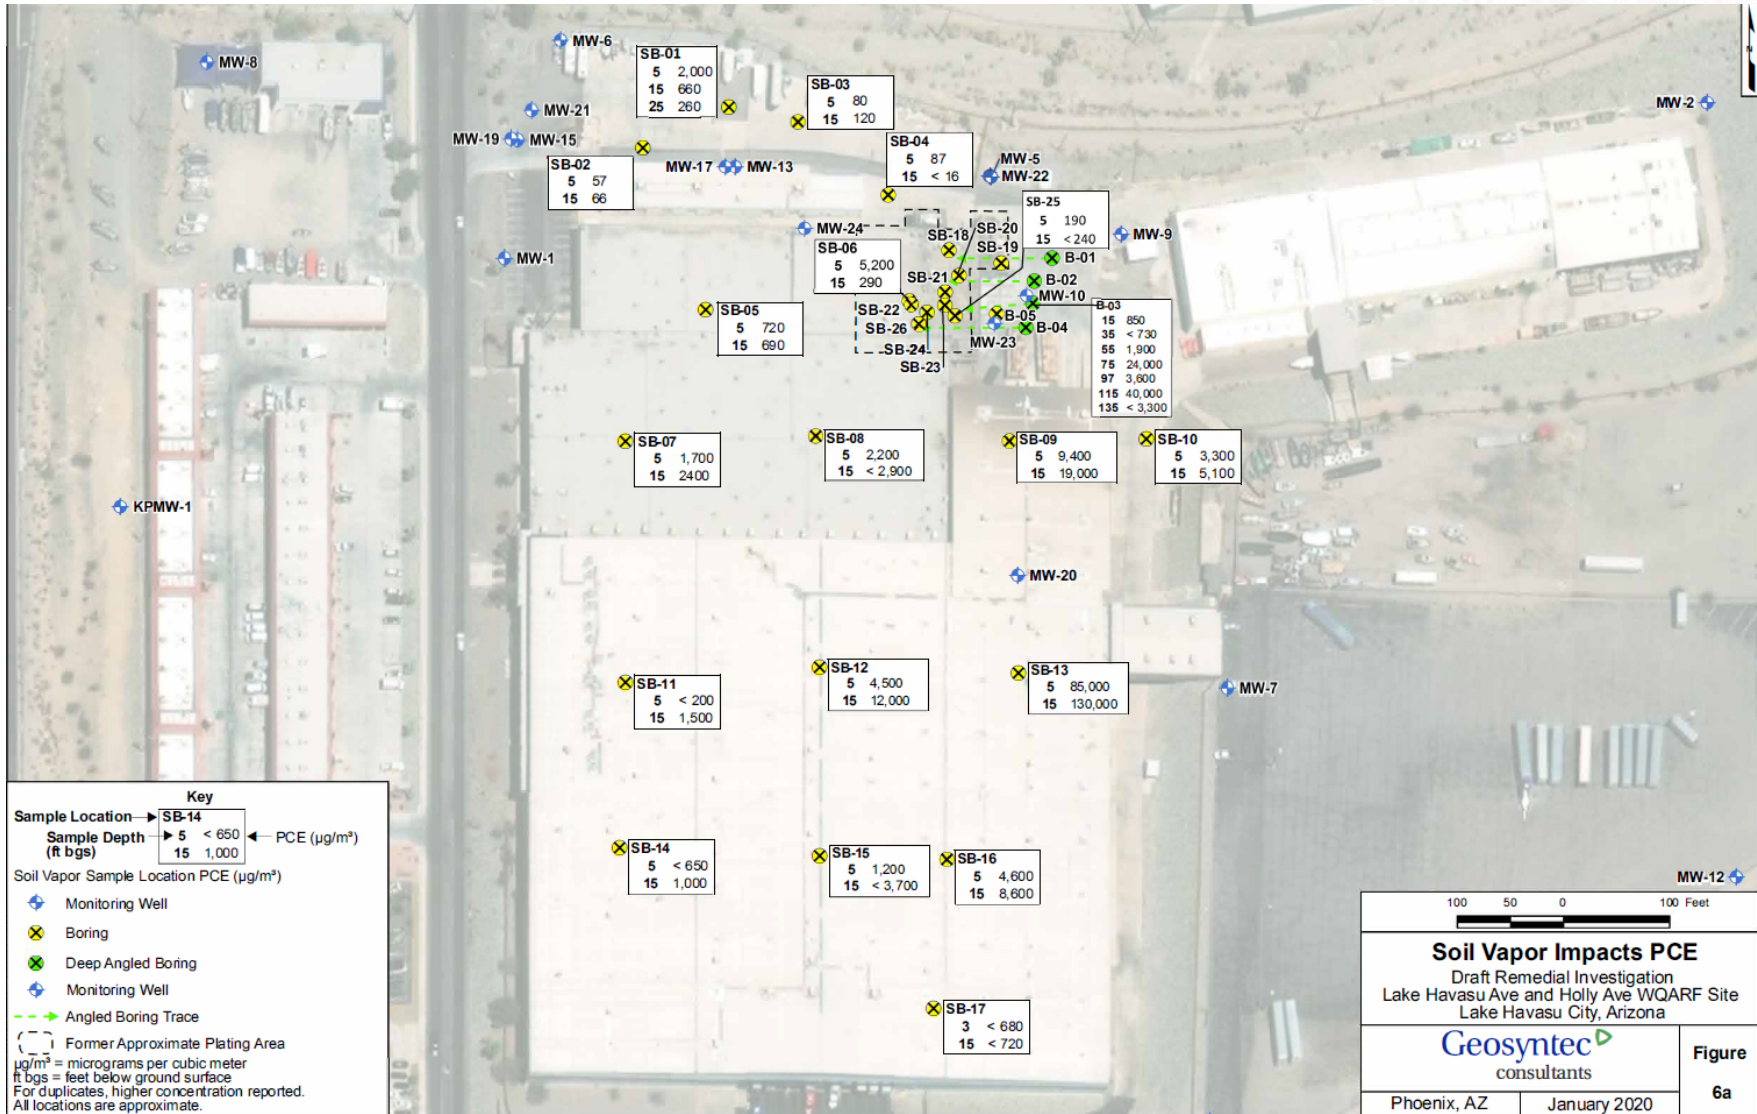 MW-6
MW-8
SB-01
5 2,000
15 660
25 260
SB-03
5 80
15 120
MW-2
MW-21
MW-19
MW-15
SB-04
5 87
15 < 16
SB-02
5 57
15 66
MW-17
MW-13
MW-5
MW-22
SB-25
5 190
15 < 240
MW-24
SB-18
SB-20
SB-19
MW-9
MW-1
SB-06
5 5,200
15 290
B-01
SB-21
B-02
MW-10
SB-05
5 720
15 690
SB-22
SB-26
B-05
B-04
MW-23
SB-24
SB-23
B-03
15 850
35 < 730
55 1,900
75 24,000
97 3,600
115 40,000
135 < 3,300
SB-07
5 1,700
15 2400
SB-08
5 2,200
15 < 2,900
SB-09
5 9,400
15 19,000
SB-10
5 3,300
15 5,100
KPMW-1
MW-20
SB-11
5 < 200
15 1,500
SB-12
5 4,500
15 12,000
SB-13
5 85,000
15 130,000
MW-7
SB-14
5 < 650
15 1,000
SB-15
5 1,200
15 < 3,700
SB-16
5 4,600
15 8,600
MW-12
SB-17
3 < 680
15 < 720
Key
Sample Location
SB-14
Sample Depth
(ft bgs)
5 < 650
15 1,000
PCE (µg/m³)
Soil Vapor Sample Location PCE (µg/m³)
Monitoring Well
Boring
Deep Angled Boring
Monitoring Well
Angled Boring Trace
Former Approximate Plating Area
µg/m³ = micrograms per cubic meter
ft bgs = feet below ground surface
For duplicates, higher concentration reported.
All locations are approximate.
100 50 0 100 Feet
Soil Vapor Impacts PCE
Draft Remedial Investigation
Lake Havasu Ave and Holly Ave WQARF Site
Lake Havasu City, Arizona
Geosyntec
consultants
Figure
6a
Phoenix, AZ
January 2020
N